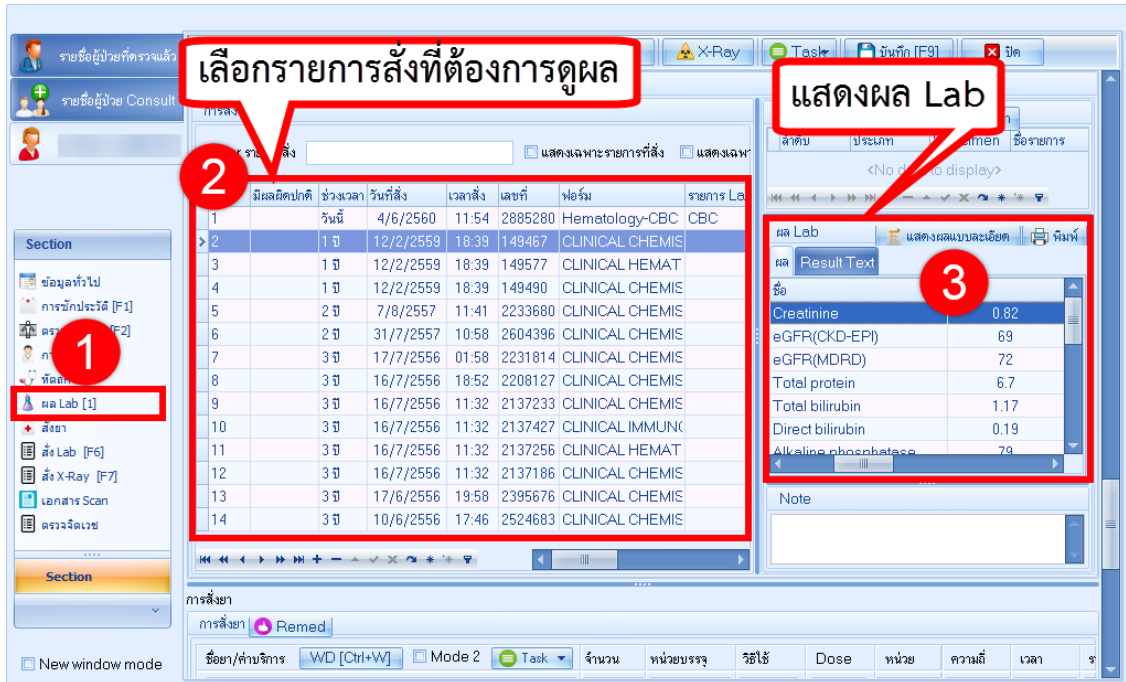 รายชื่อผู้ป่วยที่ตรวจแล้ว
รายชื่อผู้ป่วย Consult
เลือกรายการสั่งที่ต้องการดูผล
X-Ray
Task
บันทึก [F9]
ปิด
แสดงผล Lab
แสดงเฉพาะรายการที่สั่ง
ลำดับ ประเภท ชื่อรายการ
2
มีผลผิดปกติ ช่วงเวลา วันที่สั่ง เวลาสั่ง เลขที่ ฟอร์ม รายการ La
1 วันนี้ 4/6/2560 11:54 2885280 Hematology-CBC CBC
2 1 ปี 12/2/2559 18:39 149467 CLINICAL CHEMIS
3 1 ปี 12/2/2559 18:39 149577 CLINICAL HEMAT
4 1 ปี 12/2/2559 18:39 149490 CLINICAL CHEMIS
5 2 ปี 7/8/2557 11:41 2233680 CLINICAL CHEMIS
6 2 ปี 31/7/2557 10:58 2604396 CLINICAL CHEMIS
7 3 ปี 17/7/2556 01:58 2231814 CLINICAL CHEMIS
8 3 ปี 16/7/2556 18:52 2208127 CLINICAL CHEMIS
9 3 ปี 16/7/2556 11:32 2137233 CLINICAL CHEMIS
10 3 ปี 16/7/2556 11:32 2137427 CLINICAL IMMUN
11 3 ปี 16/7/2556 11:32 2137256 CLINICAL HEMAT
12 3 ปี 16/7/2556 11:32 2137186 CLINICAL CHEMIS
13 3 ปี 17/6/2556 19:58 2395676 CLINICAL CHEMIS
14 3 ปี 10/6/2556 17:46 2524683 CLINICAL CHEMIS
ผล Lab แสดงผลแบบละเอียด พิมพ์
ผล Result Text
3
ชื่อ
Creatinine 0.82
eGFR(CKD-EPI) 69
eGFR(MDRD) 72
Total protein 6.7
Total bilirubin 1.17
Direct bilirubin 0.19
Alkaline phosphatase 79
Note
Section
ข้อมูลทั่วไป
การซักประวัติ [F1]
1
ผล Lab [1]
สั่งยา
สั่ง Lab [F6]
สั่ง X-Ray [F7]
เอกสาร Scan
ตรวจจิตเวช
Section
New window mode
การสั่งยา
การสั่งยา Remed
ชื่อยา/ค่าบริการ WD [Ctrl+W] Mode 2 Task จำนวน หน่วยบรรจุ วิธีใช้ Dose หน่วย ความถี่ เวลา